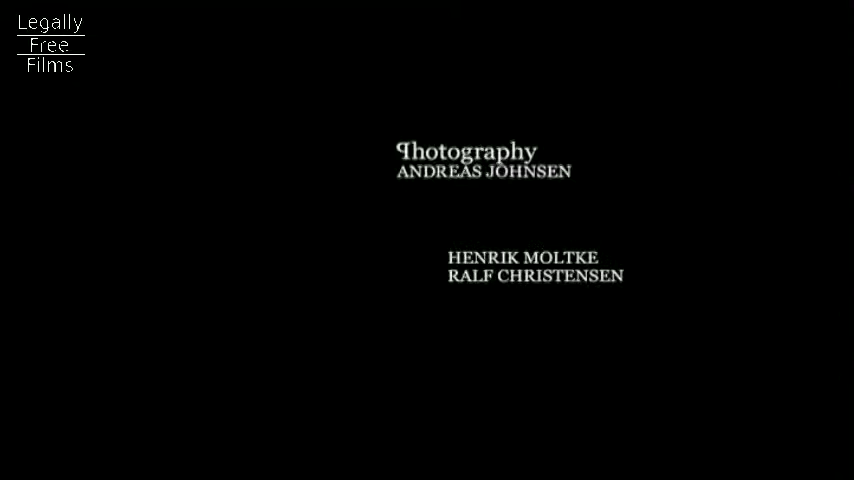 Legally
Free
Films
Photography
ANDREAS JOHNSEN
HENRIK MOLTKE
RALF CHRISTENSEN